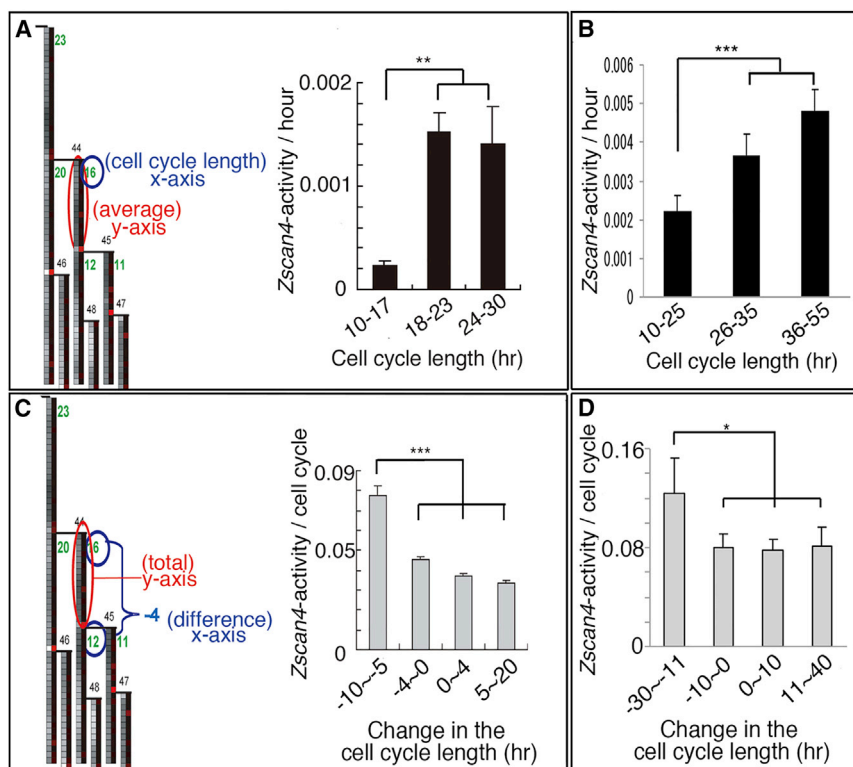 A
23
44
20
16
(cell cycle length)
x-axis
(average)
y-axis
45
46
12
11
48
47
**
Zscan4-activity / hour
0.002
0.001
0
10-17
18-23
24-30
Cell cycle length (hr)
B
***
Zscan4-activity / hour
0.006
0.005
0.004
0.003
0.002
0.001
0
10-25
26-35
36-55
Cell cycle length (hr)
C
23
44
20
16
(total)
y-axis
-4
(difference)
x-axis
45
46
12
11
48
47
***
Zscan4-activity / cell cycle
0.09
0.05
0
-10~-5
-4~0
0~4
5~20
Change in the
cell cycle length (hr)
D
*
Zscan4-activity / cell cycle
0.16
0.08
0
-30~-11
-10~0
0~10
11~40
Change in the
cell cycle length (hr)